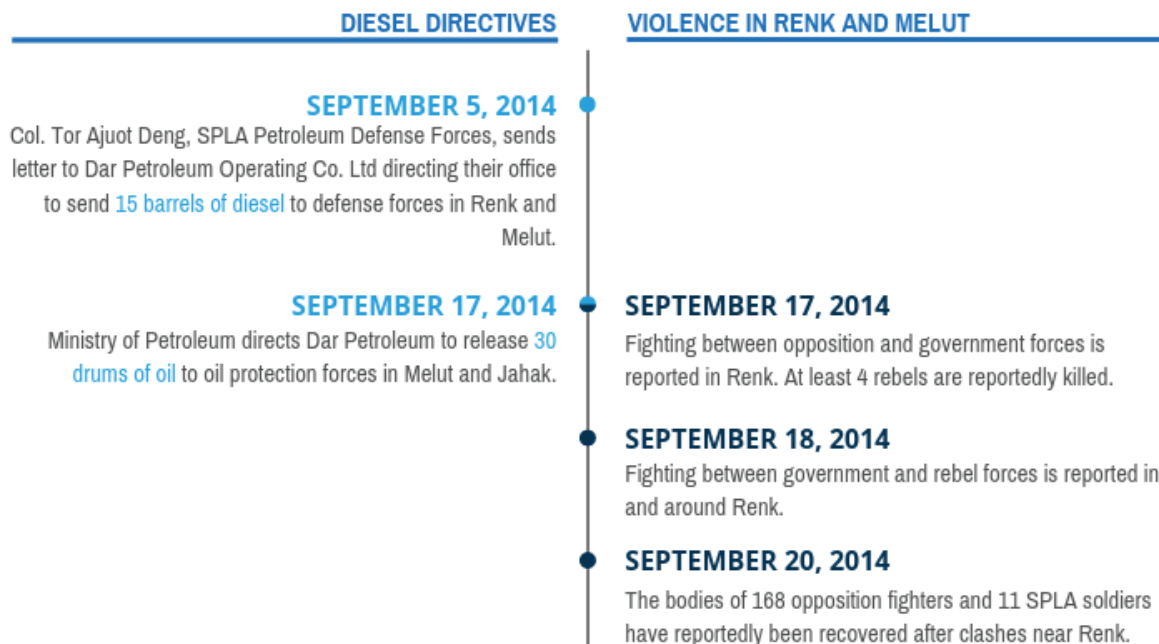 DIESEL DIRECTIVES
VIOLENCE IN RENK AND MELUT
SEPTEMBER 5, 2014
Col. Tor Ajuot Deng, SPLA Petroleum Defense Forces, sends
letter to Dar Petroleum Operating Co. Ltd directing their office
to send 15 barrels of diesel to defense forces in Renk and
Melut.
SEPTEMBER 17, 2014
Ministry of Petroleum directs Dar Petroleum to release 30
drums of oil to oil protection forces in Melut and Jahak.
SEPTEMBER 17, 2014
Fighting between opposition and government forces is
reported in Renk. At least 4 rebels are reportedly killed.
SEPTEMBER 18, 2014
Fighting between government and rebel forces is reported in
and around Renk.
SEPTEMBER 20, 2014
The bodies of 168 opposition fighters and 11 SPLA soldiers
have reportedly been recovered after clashes near Renk.